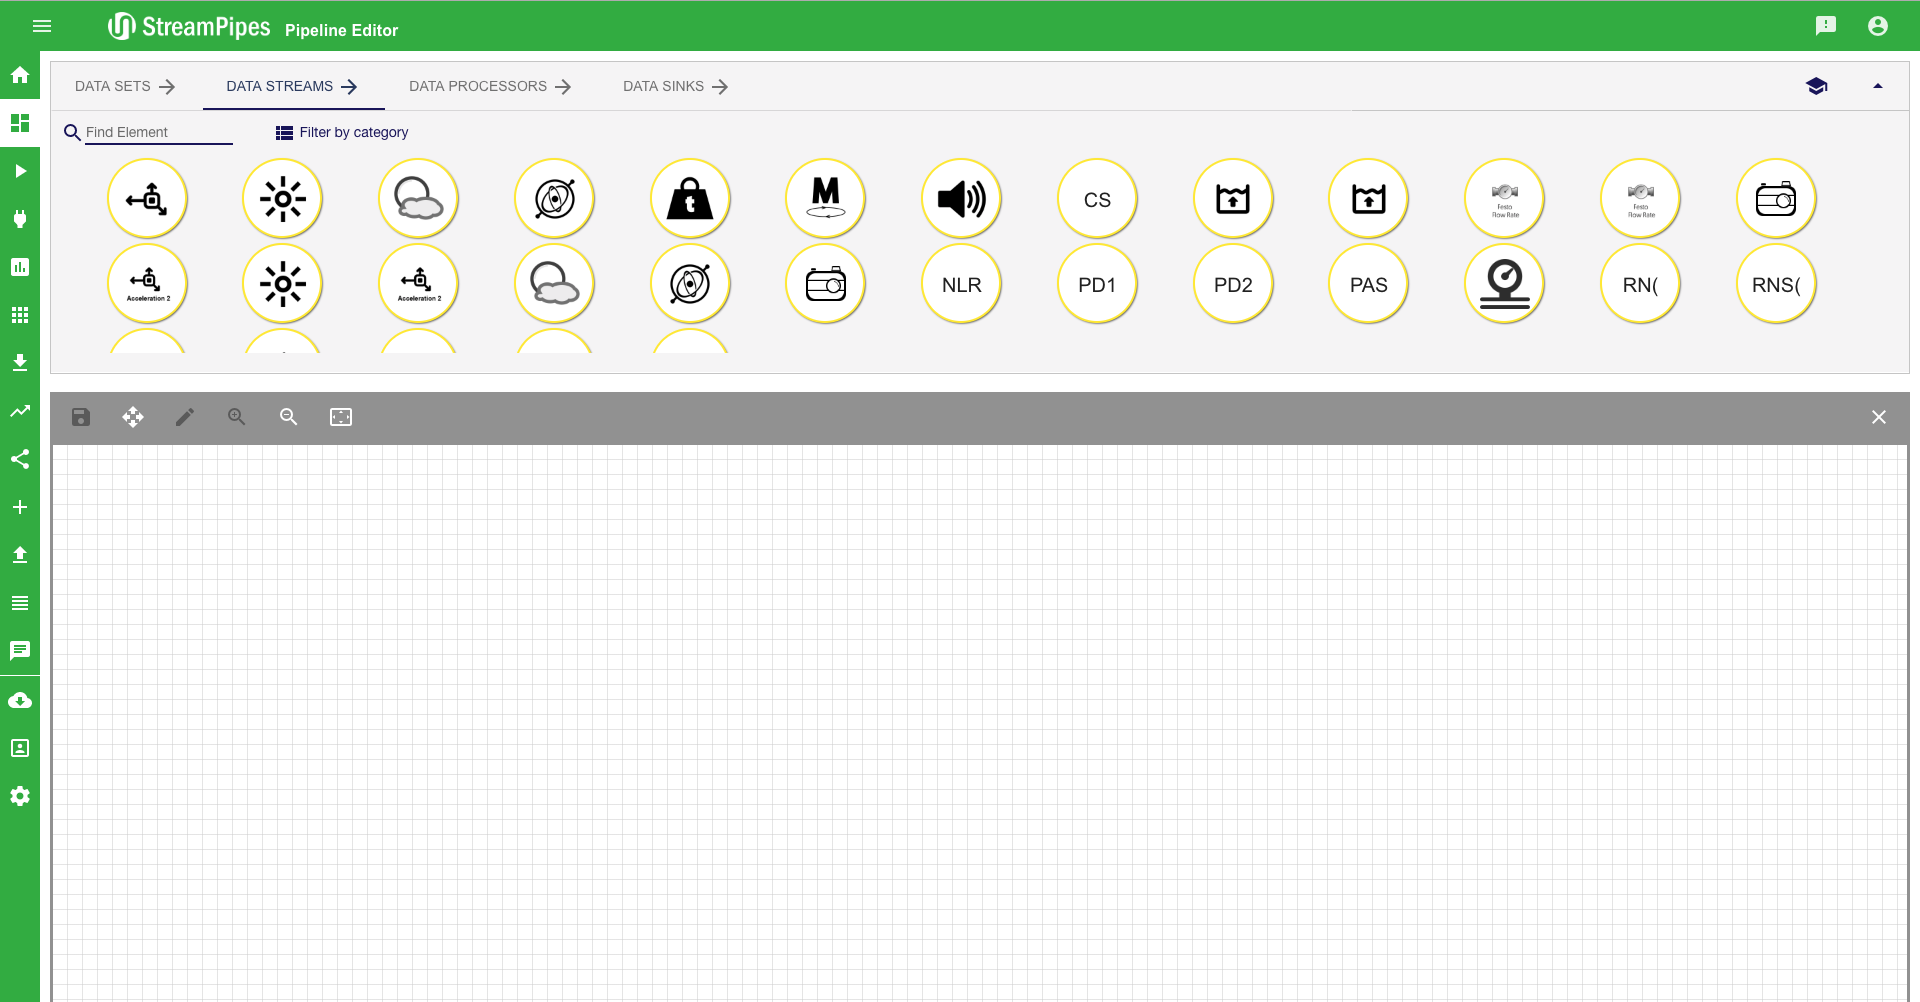 StreamPipes Pipeline Editor
DATA SETS DATA STREAMS DATA PROCESSORS DATA SINKS
Find Element Filter by category
t M CS Festo Flow Rate Festo Flow Rate
Acceleration 2 Acceleration 2 NLR PD1 PD2 PAS RN( RNS(